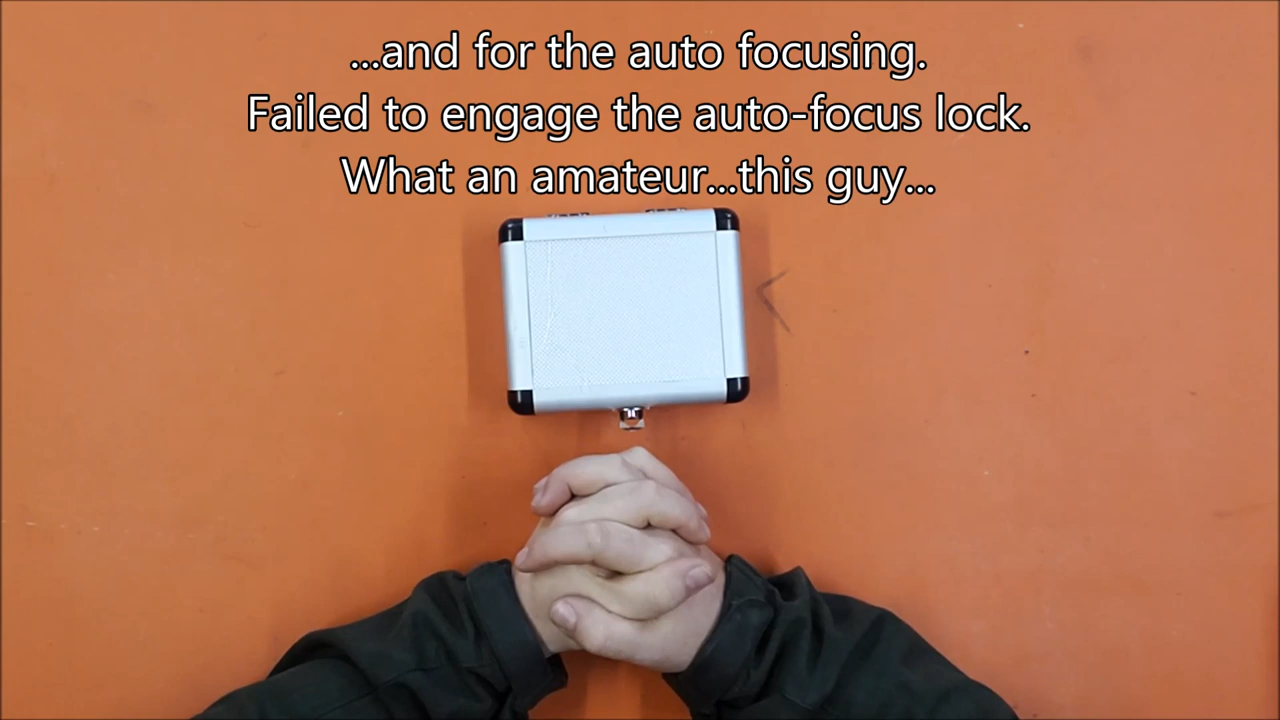 ...and for the auto focusing.
Failed to engage the auto-focus lock.
What an amateur...this guy...